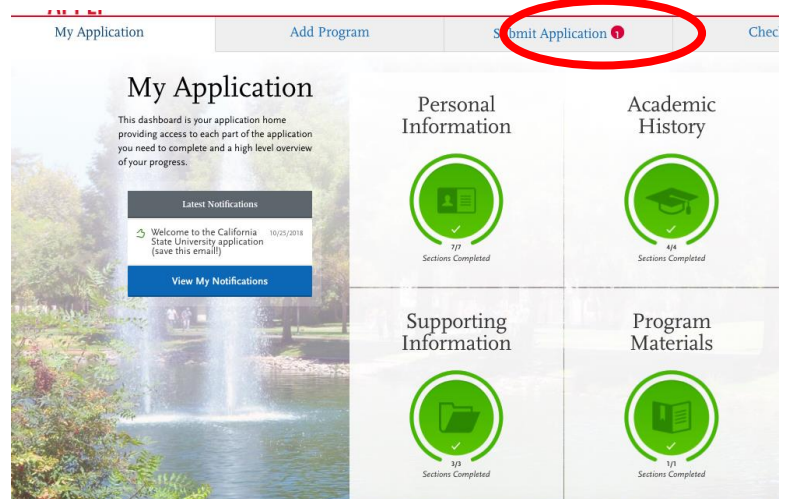 My Application
Add Program
Submit Application 1
My Application
This dashboard is your application home
providing access to each part of the application
you need to complete and a high level overview
of your progress.
Latest Notifications
Welcome to the California 10/25/2018
State University application
(save this email!)
View My Notifications
Personal
Information
7/7
Sections Completed
Academic
History
4/4
Sections Completed
Supporting
Information
3/3
Sections Completed
Program
Materials
1/1
Sections Completed